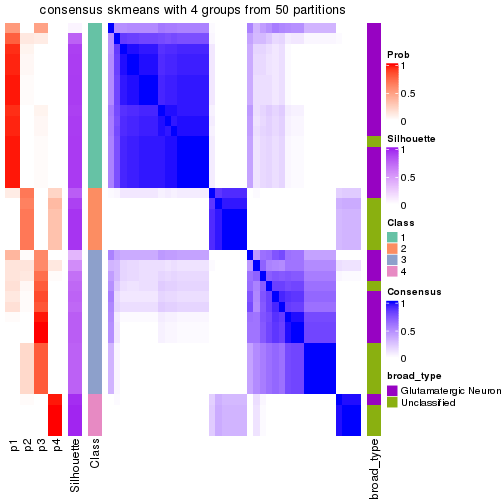 consensus skmeans with 4 groups from 50 partitions
Prob
1
0.5
0
Silhouette
1
0.5
0
Class
1
2
3
4
Consensus
1
0.5
0
broad_type
Glutamatergic Neuron
Unclassified
p1
p2
p3
p4
Silhouette
Class
broad_type